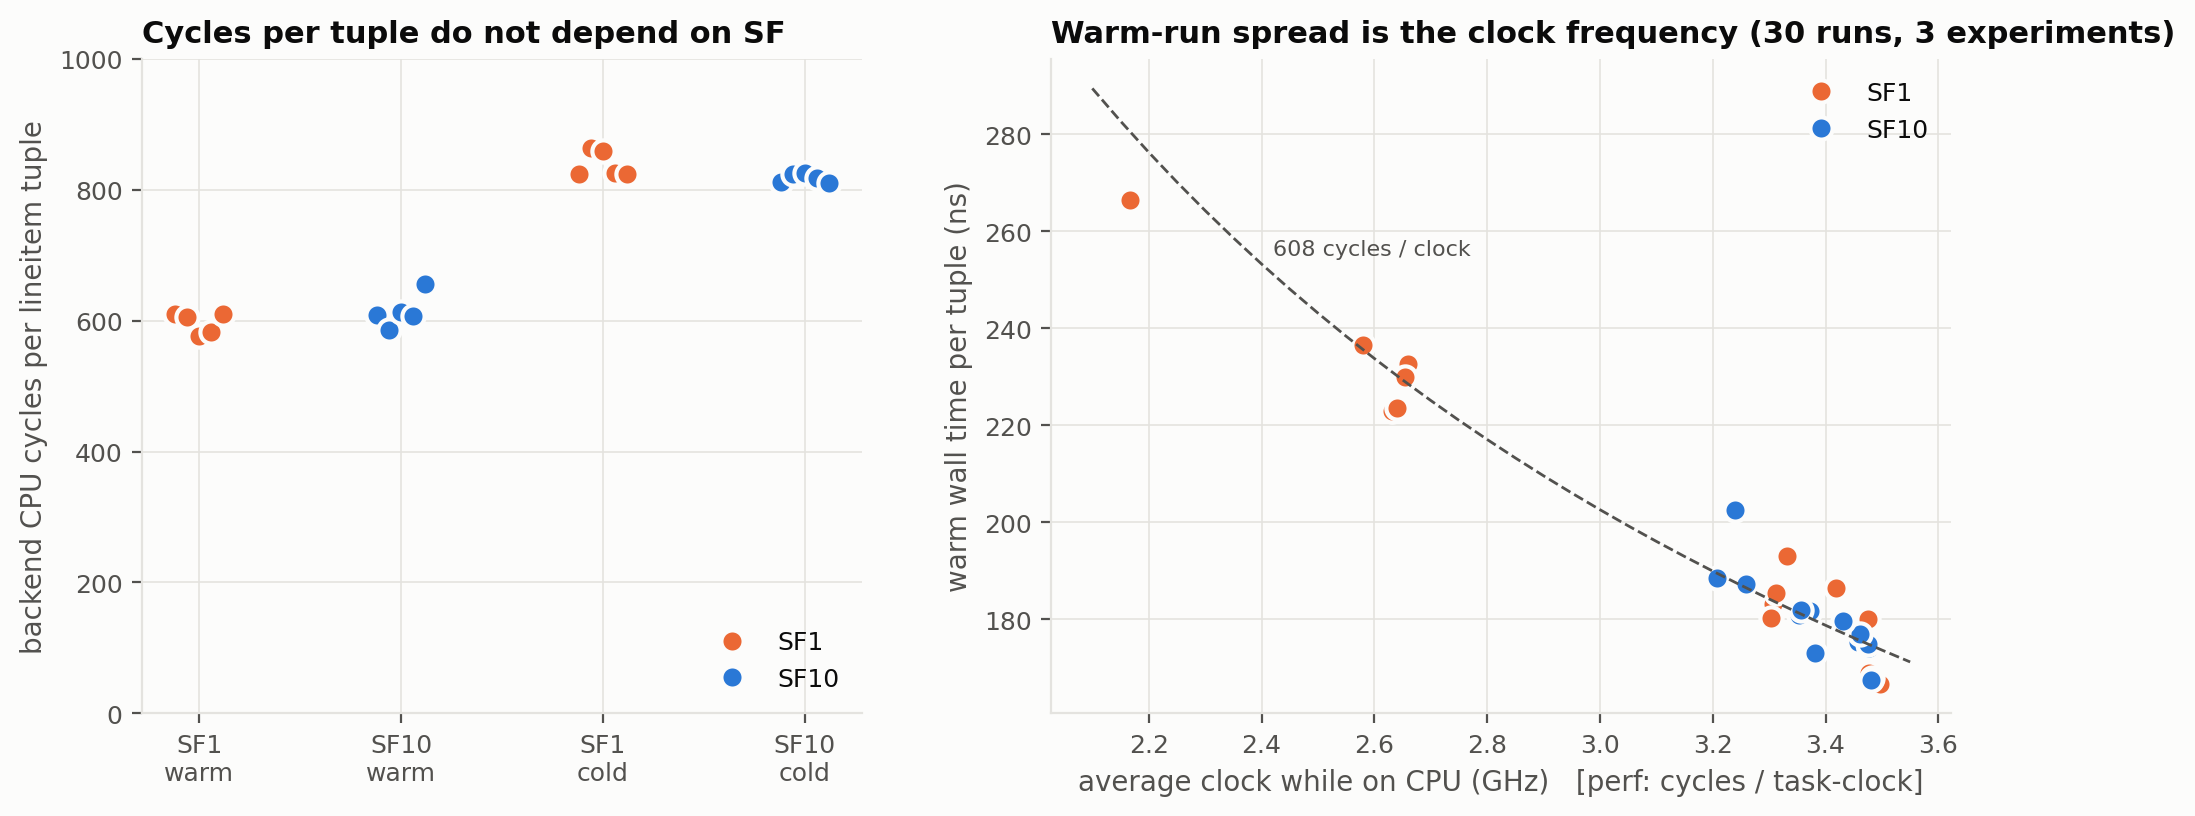 Cycles per tuple do not depend on SF
backend CPU cycles per lineitem tuple
1000
800
600
400
200
0
SF1
warm
SF10
warm
SF1
cold
SF10
cold
SF1
SF10
Warm-run spread is the clock frequency (30 runs, 3 experiments)
warm wall time per tuple (ns)
280
260
240
220
200
180
608 cycles / clock
SF1
SF10
2.2
2.4
2.6
2.8
3.0
3.2
3.4
3.6
average clock while on CPU (GHz) [perf: cycles / task-clock]